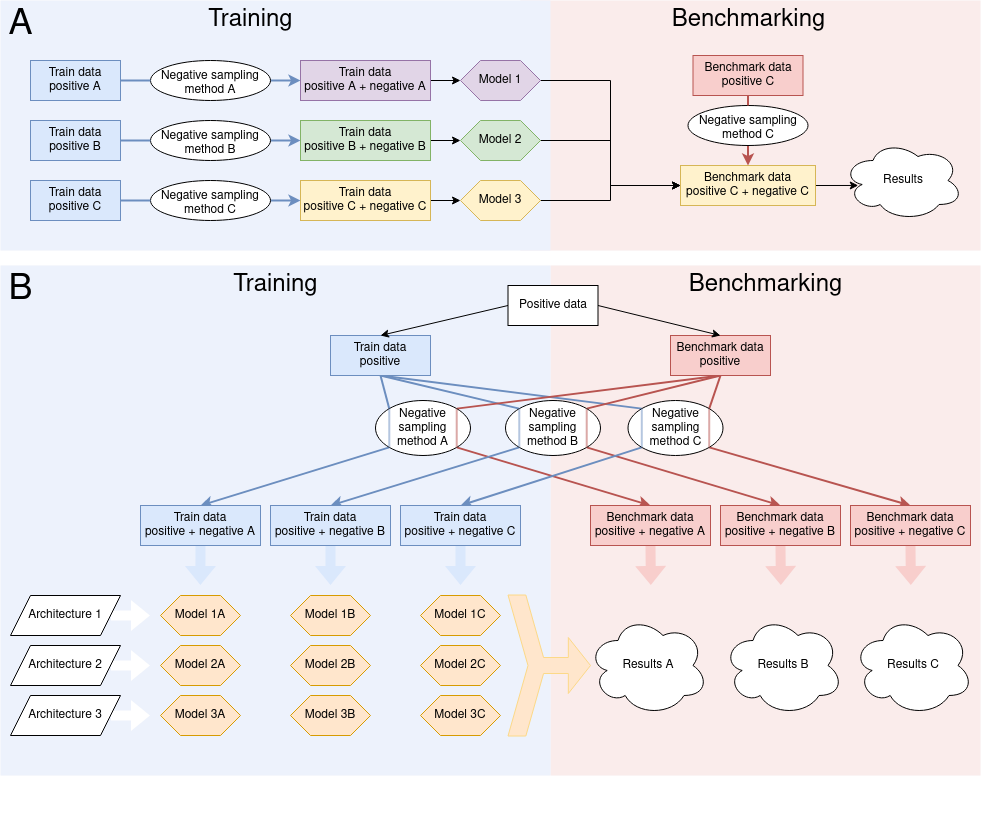 A
Training
Benchmarking
Train data
positive A
Negative sampling
method A
Train data
positive A + negative A
Model 1
Train data
positive B
Negative sampling
method B
Train data
positive B + negative B
Model 2
Train data
positive C
Negative sampling
method C
Train data
positive C + negative C
Model 3
Benchmark data
positive C
Negative sampling
method C
Benchmark data
positive C + negative C
Results
B
Training
Benchmarking
Positive data
Train data
positive
Benchmark data
positive
Negative
sampling
method A
Negative
sampling
method B
Negative
sampling
method C
Train data
positive + negative A
Train data
positive + negative B
Train data
positive + negative C
Benchmark data
positive + negative A
Benchmark data
positive + negative B
Benchmark data
positive + negative C
Architecture 1
Model 1A
Model 1B
Model 1C
Architecture 2
Model 2A
Model 2B
Model 2C
Architecture 3
Model 3A
Model 3B
Model 3C
Results A
Results B
Results C